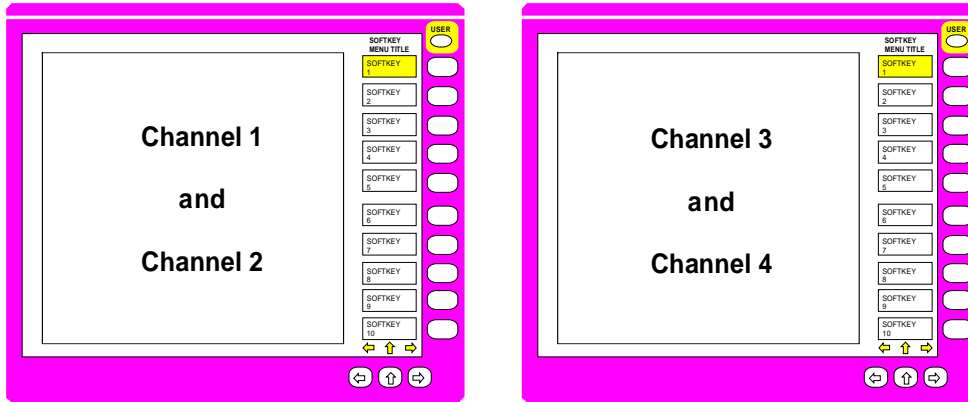 USER
SOFTKEY
MENU TITLE
SOFTKEY
1
SOFTKEY
2
SOFTKEY
3
SOFTKEY
4
SOFTKEY
5
SOFTKEY
6
SOFTKEY
7
SOFTKEY
8
SOFTKEY
9
SOFTKEY
10
Channel 1
and
Channel 2
USER
SOFTKEY
MENU TITLE
SOFTKEY
1
SOFTKEY
2
SOFTKEY
3
SOFTKEY
4
SOFTKEY
5
SOFTKEY
6
SOFTKEY
7
SOFTKEY
8
SOFTKEY
9
SOFTKEY
10
Channel 3
and
Channel 4